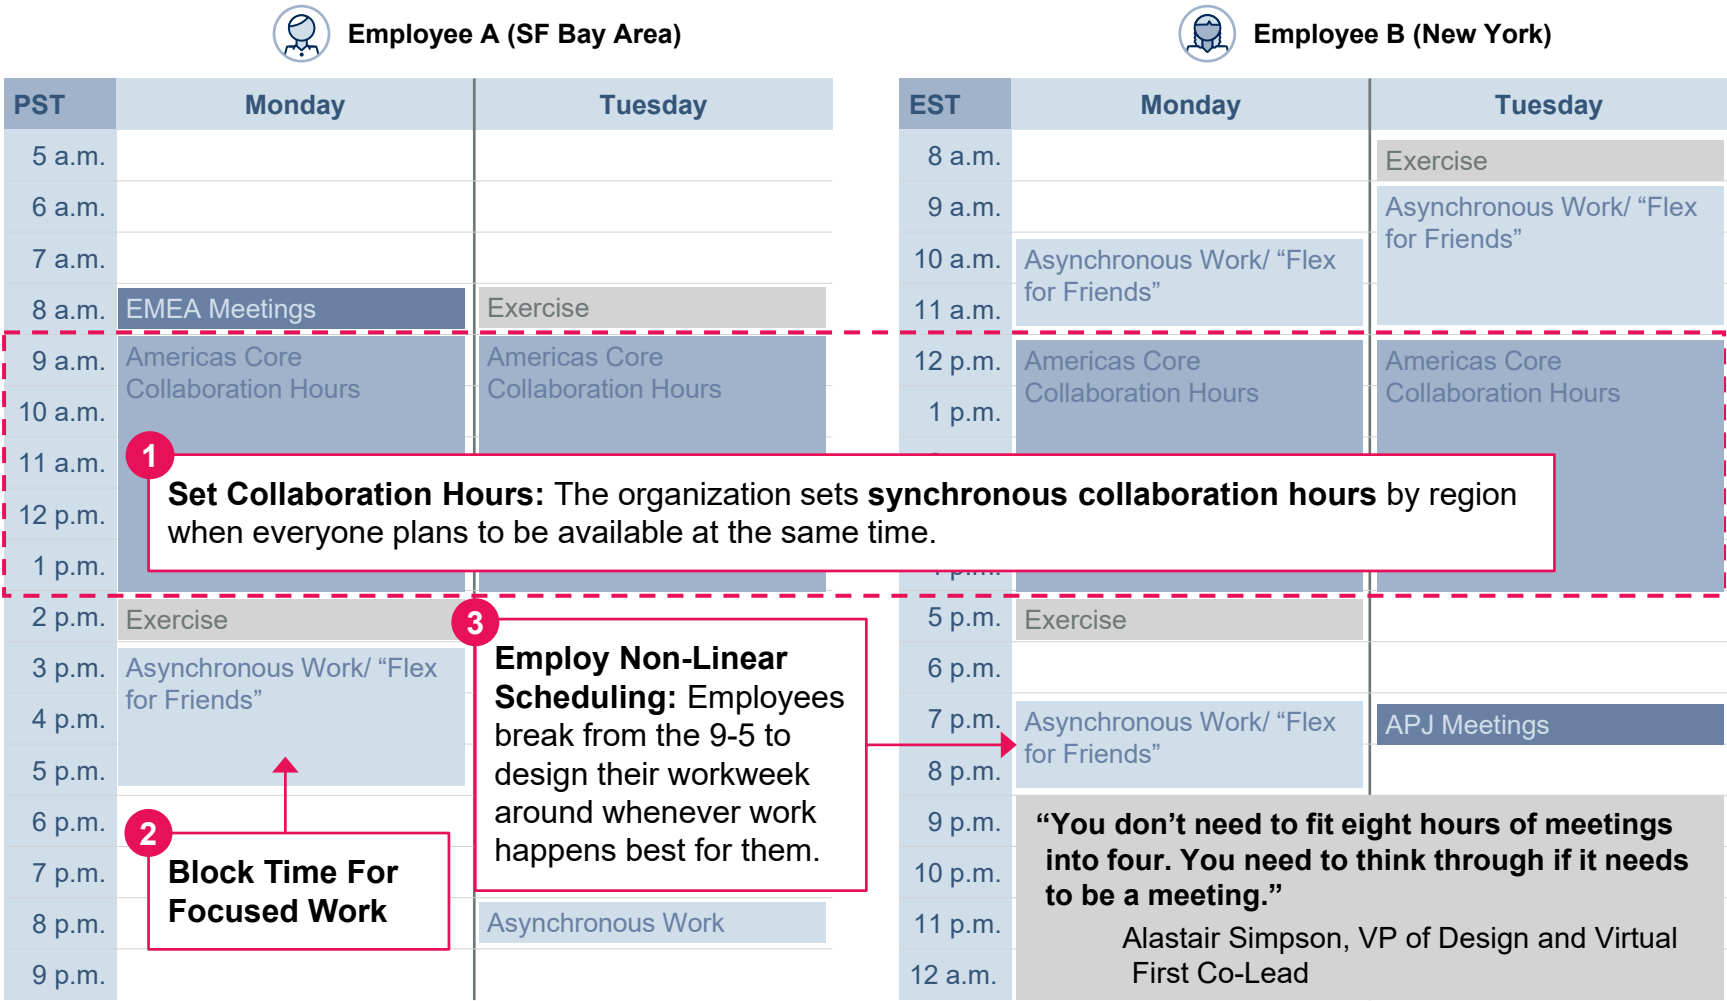 Employee A (SF Bay Area)
PST
Monday
Tuesday
5 a.m.
6 a.m.
7 a.m.
8 a.m.
EMEA Meetings
Exercise
9 a.m.
Americas Core
Collaboration Hours
Americas Core
Collaboration Hours
10 a.m.
11 a.m.
12 p.m.
1 p.m.
2 p.m.
Exercise
3 p.m.
Asynchronous Work/ “Flex
for Friends”
4 p.m.
5 p.m.
6 p.m.
7 p.m.
8 p.m.
Asynchronous Work
9 p.m.
Employee B (New York)
EST
Monday
Tuesday
8 a.m.
Exercise
9 a.m.
Asynchronous Work/ “Flex
for Friends”
10 a.m.
Asynchronous Work/ “Flex
for Friends”
11 a.m.
12 p.m.
Americas Core
Collaboration Hours
Americas Core
Collaboration Hours
1 p.m.
5 p.m.
Exercise
6 p.m.
7 p.m.
Asynchronous Work/ “Flex
for Friends”
APJ Meetings
8 p.m.
9 p.m.
10 p.m.
11 p.m.
12 a.m.
1
Set Collaboration Hours: The organization sets synchronous collaboration hours by region
when everyone plans to be available at the same time.
2
Block Time For
Focused Work
3
Employ Non-Linear
Scheduling: Employees
break from the 9-5 to
design their workweek
around whenever work
happens best for them.
“You don’t need to fit eight hours of meetings
into four. You need to think through if it needs
to be a meeting.”
Alastair Simpson, VP of Design and Virtual
First Co-Lead